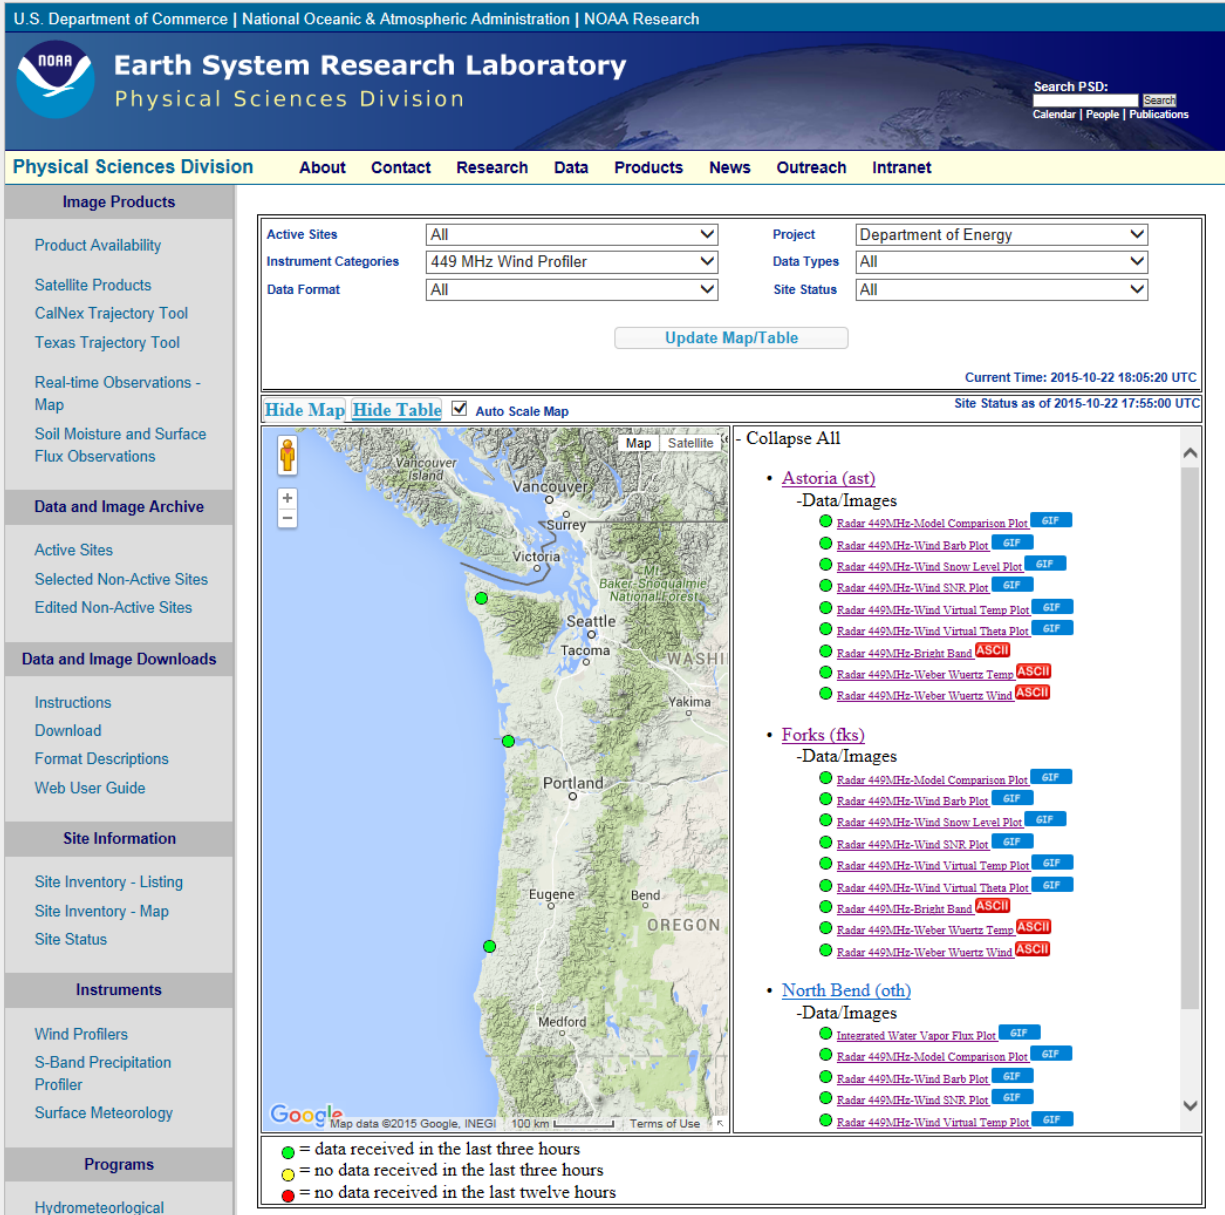 U.S. Department of Commerce | National Oceanic & Atmospheric Administration | NOAA Research
NOAA
Earth System Research Laboratory
Physical Sciences Division
Search PSD:
Search
Calendar | People | Publications
Physical Sciences Division About Contact Research Data Products News Outreach Intranet
Image Products
Product Availability
Satellite Products
CalNex Trajectory Tool
Texas Trajectory Tool
Real-time Observations -
Map
Soil Moisture and Surface
Flux Observations
Data and Image Archive
Active Sites
Selected Non-Active Sites
Edited Non-Active Sites
Data and Image Downloads
Instructions
Download
Format Descriptions
Web User Guide
Site Information
Site Inventory - Listing
Site Inventory - Map
Site Status
Instruments
Wind Profilers
S-Band Precipitation
Profiler
Surface Meteorology
Programs
Hydrometeorlogical
Active Sites All Project Department of Energy
Instrument Categories 449 MHz Wind Profiler Data Types All
Data Format All Site Status All
Update Map/Table
Current Time: 2015-10-22 18:05:20 UTC
Hide Map Hide Table Auto Scale Map
Site Status as of 2015-10-22 17:55:00 UTC
Map Satellite
+
−
Vancouver
Island
Vancouver
Surrey
Victoria
Mt
Baker-Snoqualmie
National Forest
Seattle
Tacoma
WASHI
Yakima
Portland
Eugene
Bend
OREGON
Medford
Google
Map data ©2015 Google, INEGI 100 km Terms of Use
- Collapse All
• Astoria (ast)
-Data/Images
Radar 449MHz-Model Comparison Plot GIF
Radar 449MHz-Wind Barb Plot GIF
Radar 449MHz-Wind Snow Level Plot GIF
Radar 449MHz-Wind SNR Plot GIF
Radar 449MHz-Wind Virtual Temp Plot GIF
Radar 449MHz-Wind Virtual Theta Plot GIF
Radar 449MHz-Bright Band ASCII
Radar 449MHz-Weber Wuertz Temp ASCII
Radar 449MHz-Weber Wuertz Wind ASCII
• Forks (fks)
-Data/Images
Radar 449MHz-Model Comparison Plot GIF
Radar 449MHz-Wind Barb Plot GIF
Radar 449MHz-Wind Snow Level Plot GIF
Radar 449MHz-Wind SNR Plot GIF
Radar 449MHz-Wind Virtual Temp Plot GIF
Radar 449MHz-Wind Virtual Theta Plot GIF
Radar 449MHz-Bright Band ASCII
Radar 449MHz-Weber Wuertz Temp ASCII
Radar 449MHz-Weber Wuertz Wind ASCII
• North Bend (oth)
-Data/Images
Integrated Water Vapor Flux Plot GIF
Radar 449MHz-Model Comparison Plot GIF
Radar 449MHz-Wind Barb Plot GIF
Radar 449MHz-Wind SNR Plot GIF
Radar 449MHz-Wind Virtual Temp Plot GIF
= data received in the last three hours
= no data received in the last three hours
= no data received in the last twelve hours